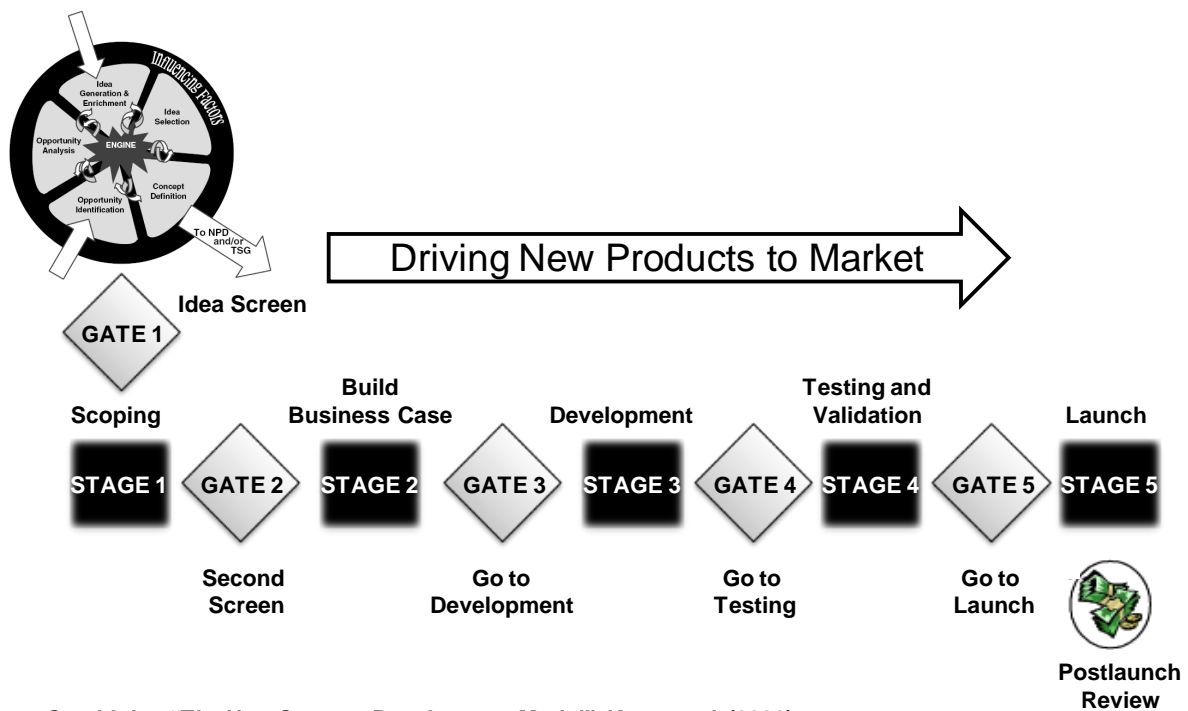 Influencing Factors
Idea
Generation &
Enrichment
Idea
Selection
Opportunity
Analysis
ENGINE
Concept
Definition
Opportunity
Identification
To NPD
and/or
TSG
Driving New Products to Market
Idea Screen
GATE 1
Scoping
Build
Business Case
Development
Testing and
Validation
Launch
STAGE 1
GATE 2
STAGE 2
GATE 3
STAGE 3
GATE 4
STAGE 4
GATE 5
STAGE 5
Second
Screen
Go to
Development
Go to
Testing
Go to
Launch
Postlaunch
Review